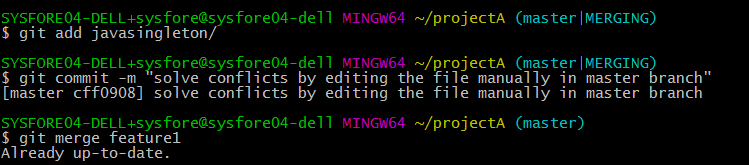 SYSFORE04-DELL+sysfore@sysfore04-dell MINGW64 ~/projectA (master|MERGING)
$ git add javasingleton/
SYSFORE04-DELL+sysfore@sysfore04-dell MINGW64 ~/projectA (master|MERGING)
$ git commit -m "solve conflicts by editing the file manually in master branch"
[master cff0908] solve conflicts by editing the file manually in master branch
SYSFORE04-DELL+sysfore@sysfore04-dell MINGW64 ~/projectA (master)
$ git merge feature1
Already up-to-date.